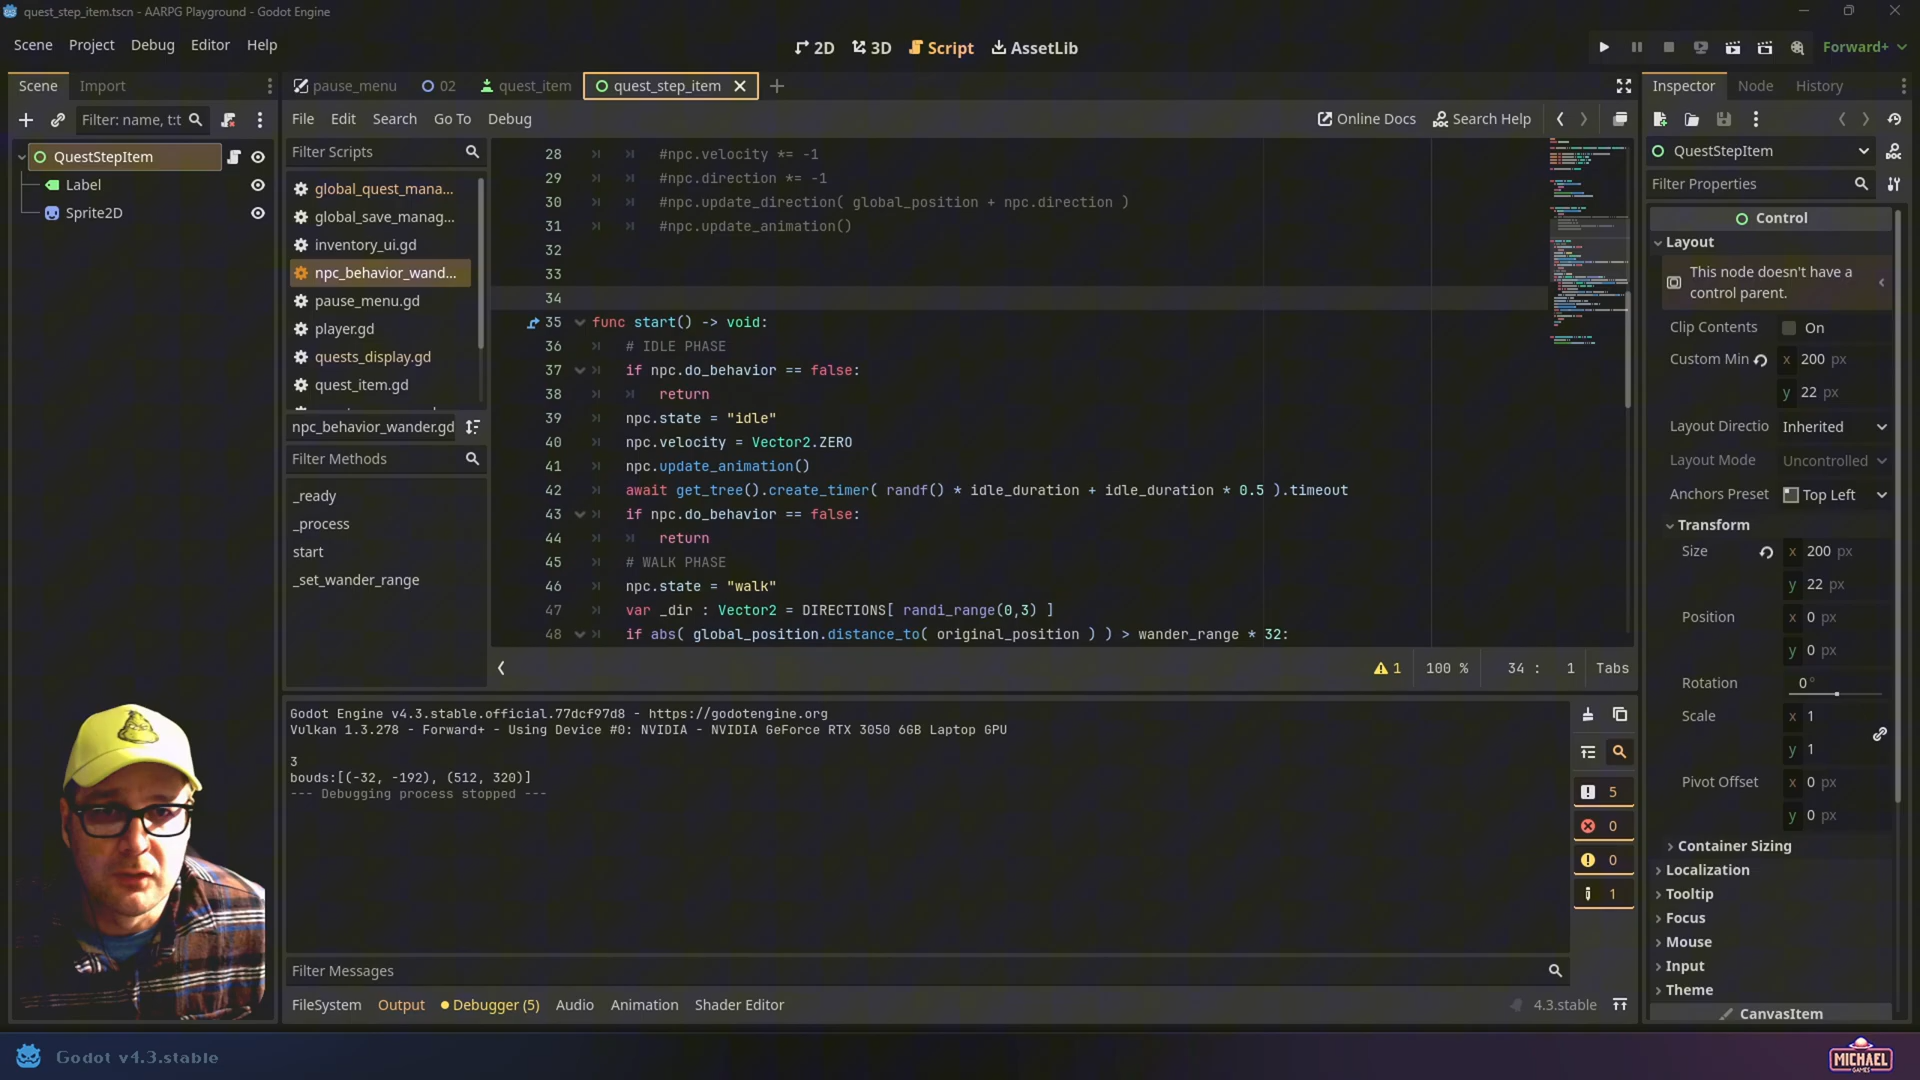 quest_step_item.tscn - AARPG Playground - Godot Engine
Scene Project Debug Editor Help
2D 3D Script AssetLib
Forward+
Scene Import
pause_menu 02 quest_item quest_step_item
Inspector Node History
Filter: name, t:t
File Edit Search Go To Debug
Online Docs Search Help
QuestStepItem
Label
Sprite2D
Filter Scripts
global_quest_mana...
global_save_manag...
inventory_ui.gd
npc_behavior_wand...
pause_menu.gd
player.gd
quests_display.gd
quest_item.gd
npc_behavior_wander.gd
Filter Methods
_ready
_process
start
_set_wander_range
28 #npc.velocity *= -1
29 #npc.direction *= -1
30 #npc.update_direction( global_position + npc.direction )
31 #npc.update_animation()
32
33
34
35 func start() -> void:
36 # IDLE PHASE
37 if npc.do_behavior == false:
38 return
39 npc.state = "idle"
40 npc.velocity = Vector2.ZERO
41 npc.update_animation()
42 await get_tree().create_timer( randf() * idle_duration + idle_duration * 0.5 ).timeout
43 if npc.do_behavior == false:
44 return
45 # WALK PHASE
46 npc.state = "walk"
47 var _dir : Vector2 = DIRECTIONS[ randi_range(0,3) ]
48 if abs( global_position.distance_to( original_position ) ) > wander_range * 32:
1 100 % 34 : 1 Tabs
Godot Engine v4.3.stable.official.77dcf97d8 - https://godotengine.org
Vulkan 1.3.278 - Forward+ - Using Device #0: NVIDIA - NVIDIA GeForce RTX 3050 6GB Laptop GPU
3
bouds:[(-32, -192), (512, 320)]
--- Debugging process stopped ---
5
0
0
1
Filter Messages
FileSystem Output Debugger (5) Audio Animation Shader Editor
4.3.stable
QuestStepItem
Filter Properties
Control
Layout
This node doesn't have a
control parent.
Clip Contents On
Custom Min x 200 px
y 22 px
Layout Directio Inherited
Layout Mode Uncontrolled
Anchors Preset Top Left
Transform
Size x 200 px
y 22 px
Position x 0 px
y 0 px
Rotation 0 °
Scale x 1
y 1
Pivot Offset x 0 px
y 0 px
Container Sizing
Localization
Tooltip
Focus
Mouse
Input
Theme
CanvasItem
Godot v4.3.stable
MICHAEL
GAMES